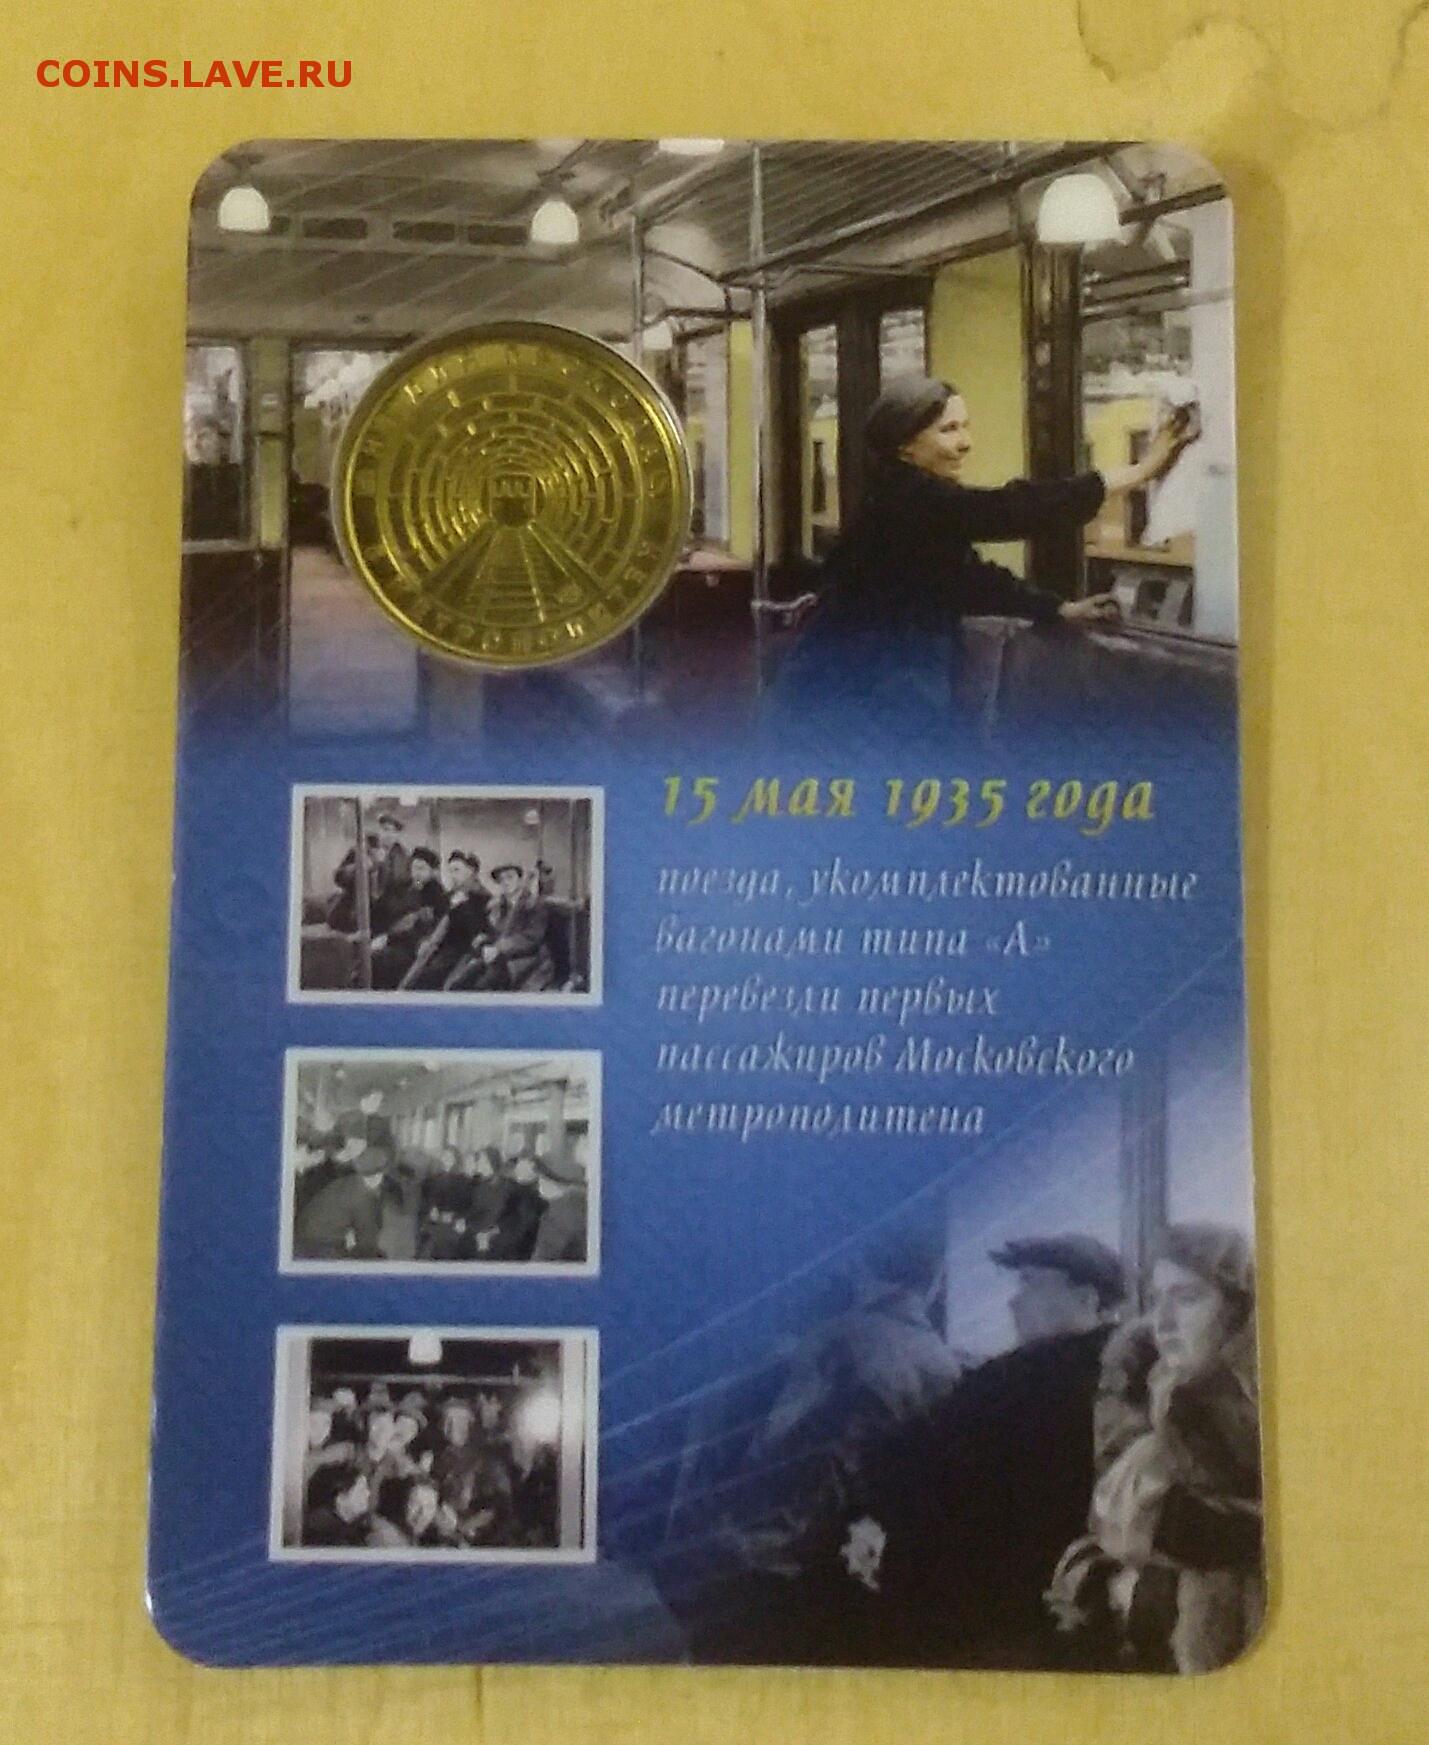 COINS.LAVE.RU
15 мая 1935 года
поезда, укомплектованные
вагонами типа «А»
перевезли первых
пассажиров Московского
метрополитена